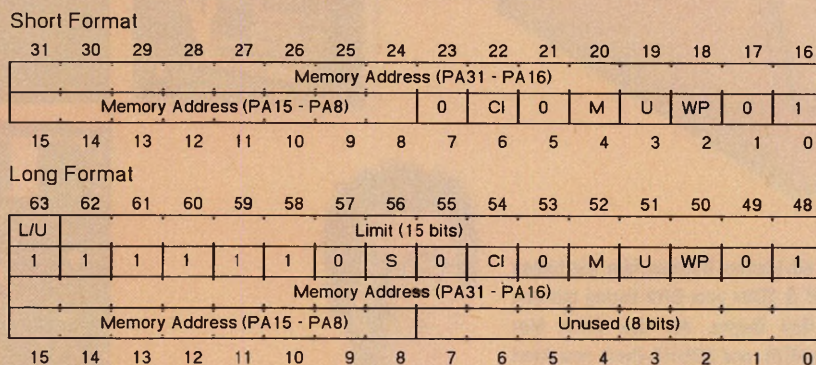 Short Format
31 30 29 28 27 26 25 24 23 22 21 20 19 18 17 16
Memory Address (PA31 - PA16)
Memory Address (PA15 - PA8) 0 CI 0 M U WP 0 1
15 14 13 12 11 10 9 8 7 6 5 4 3 2 1 0
Long Format
63 62 61 60 59 58 57 56 55 54 53 52 51 50 49 48
L/U Limit (15 bits)
1 1 1 1 1 1 0 S 0 CI 0 M U WP 0 1
Memory Address (PA31 - PA16)
Memory Address (PA15 - PA8) Unused (8 bits)
15 14 13 12 11 10 9 8 7 6 5 4 3 2 1 0